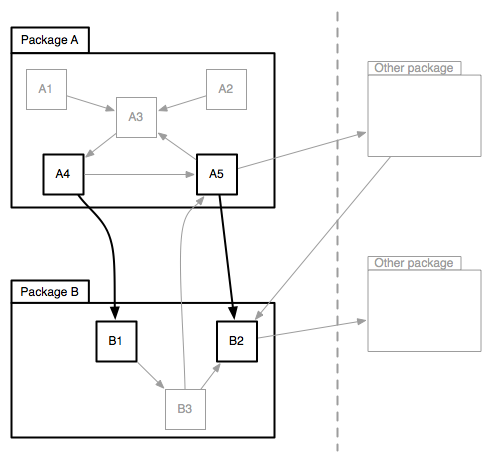 Package A
A1
A2
A3
A4
A5
Other package
Package B
B1
B2
B3
Other package